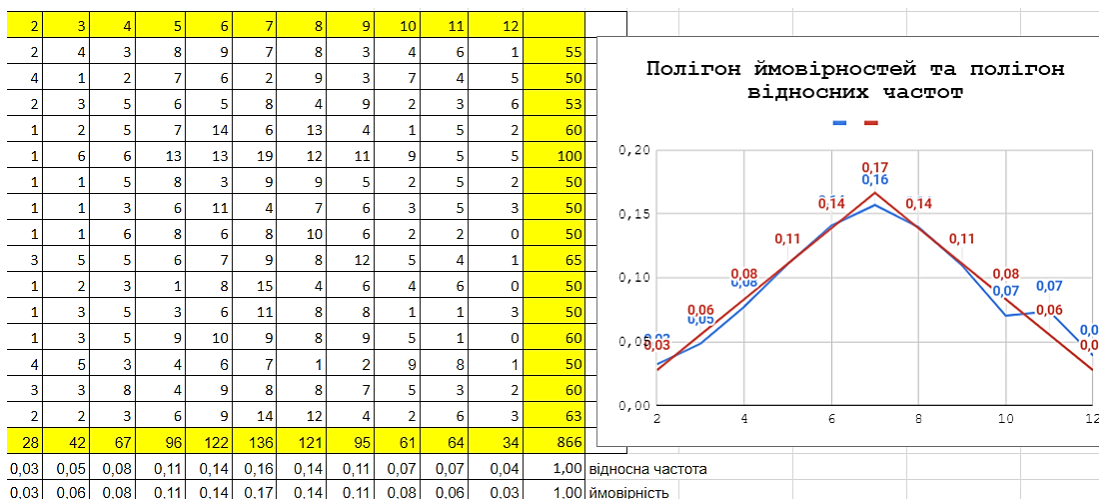 2 3 4 5 6 7 8 9 10 11 12
2 4 3 8 9 7 8 3 4 6 1 55
4 1 2 7 6 2 9 3 7 4 5 50
2 3 5 6 5 8 4 9 2 3 6 53
1 2 5 7 14 6 13 4 1 5 2 60
1 6 6 13 13 19 12 11 9 5 5 100
1 1 5 8 3 9 9 5 2 5 2 50
1 1 3 6 11 4 7 6 3 5 3 50
1 1 6 8 6 8 10 6 2 2 0 50
3 5 5 6 7 9 8 12 5 4 1 65
1 2 3 1 8 15 4 6 4 6 0 50
1 3 5 3 6 11 8 8 1 1 3 50
1 3 5 9 10 9 8 9 5 1 0 60
4 5 3 4 6 7 1 2 9 8 1 50
3 3 8 4 9 8 8 7 5 3 2 60
2 2 3 6 9 14 12 4 2 6 3 63
28 42 67 96 122 136 121 95 61 64 34 866
0,03 0,05 0,08 0,11 0,14 0,16 0,14 0,11 0,07 0,07 0,04 1,00 відносна частота
0,03 0,06 0,08 0,11 0,14 0,17 0,14 0,11 0,08 0,06 0,03 1,00 ймовірність
Полігон ймовірностей та полігон
відносних частот
0,20
0,17
0,16
0,14 0,14
0,15
0,11 0,11
0,08 0,08
0,10
0,08 0,07 0,07
0,06 0,06
0,05
0,05
0,03
0,00
2 4 6 8 10 12